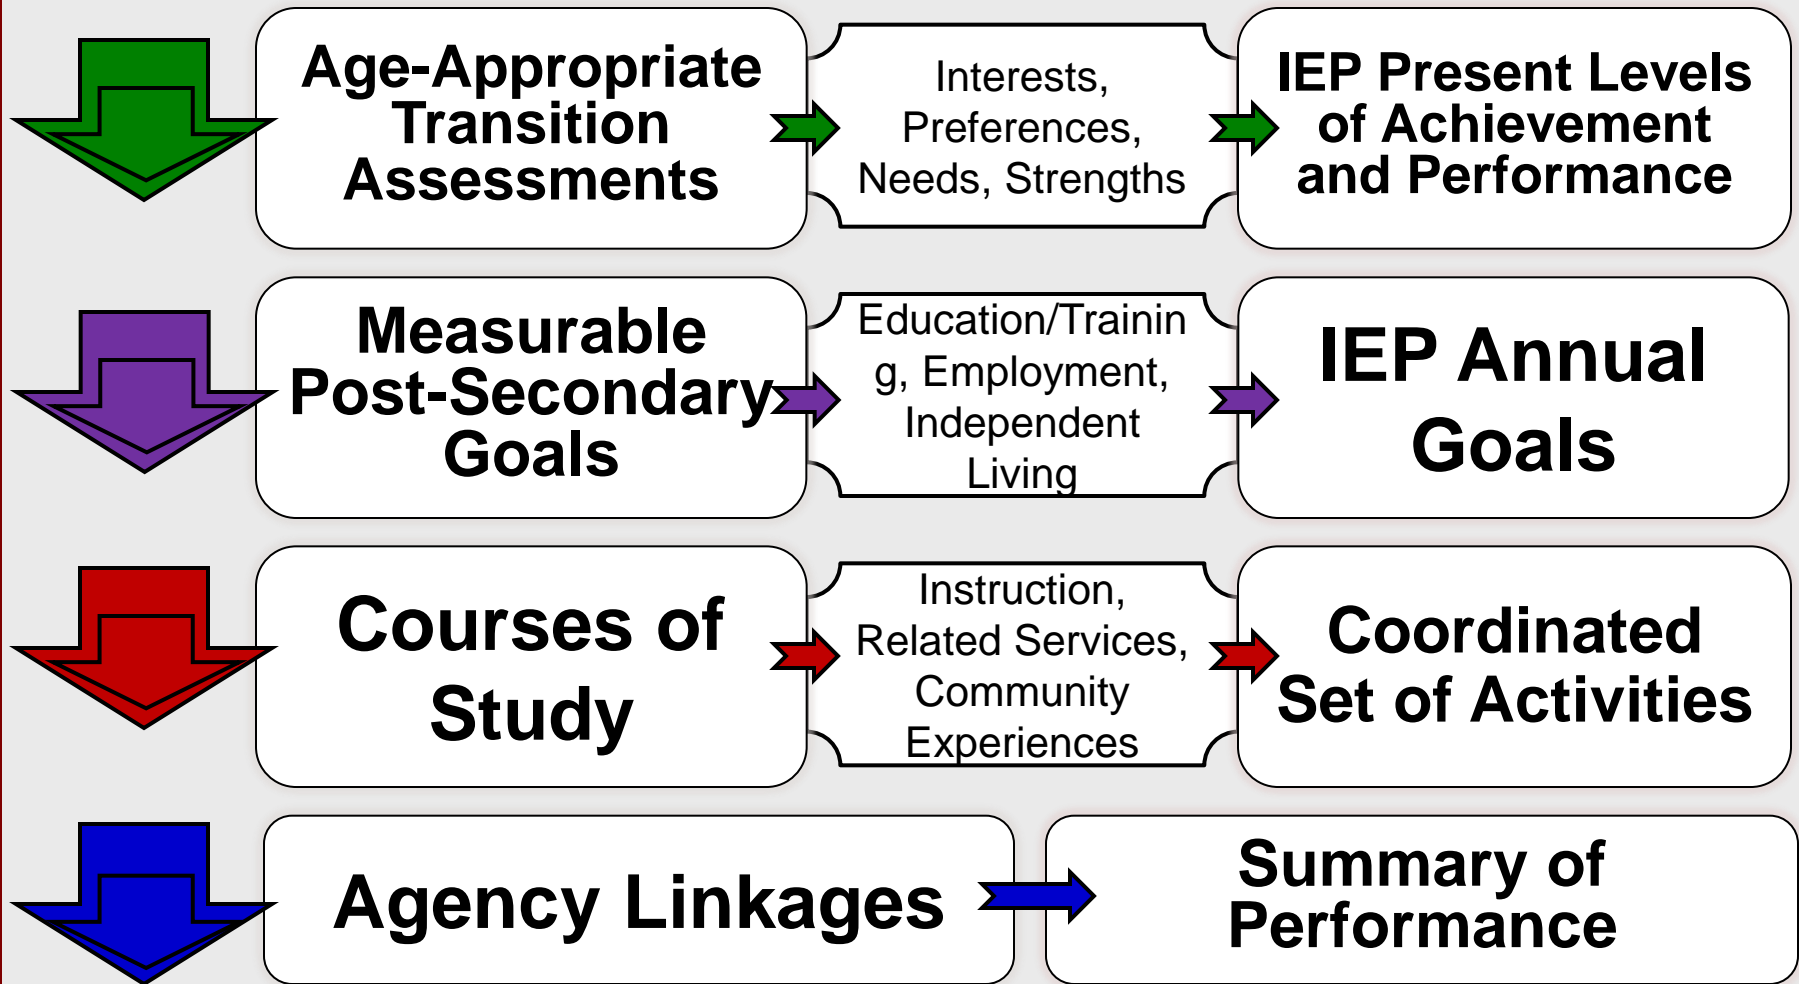 Age-Appropriate
Transition
Assessments
Interests,
Preferences,
Needs, Strengths
IEP Present Levels
of Achievement
and Performance
Measurable
Post-Secondary
Goals
Education/Trainin
g, Employment,
Independent
Living
IEP Annual
Goals
Courses of
Study
Instruction,
Related Services,
Community
Experiences
Coordinated
Set of Activities
Agency Linkages
Summary of
Performance